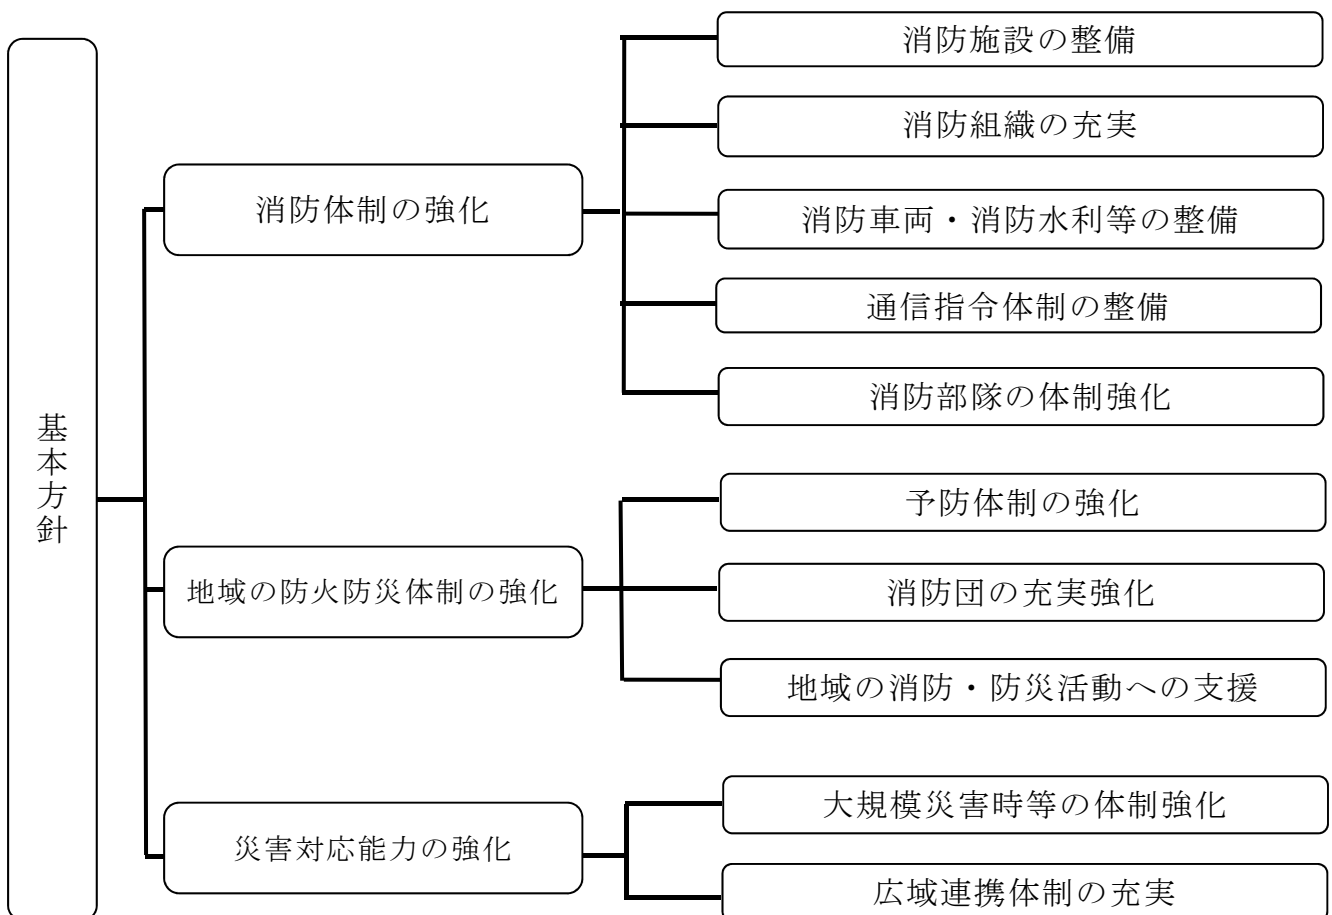 基本方針
消防体制の強化
消防施設の整備
消防組織の充実
消防車両・消防水利等の整備
通信指令体制の整備
消防部隊の体制強化
地域の防火防災体制の強化
予防体制の強化
消防団の充実強化
地域の消防・防災活動への支援
災害対応能力の強化
大規模災害時等の体制強化
広域連携体制の充実